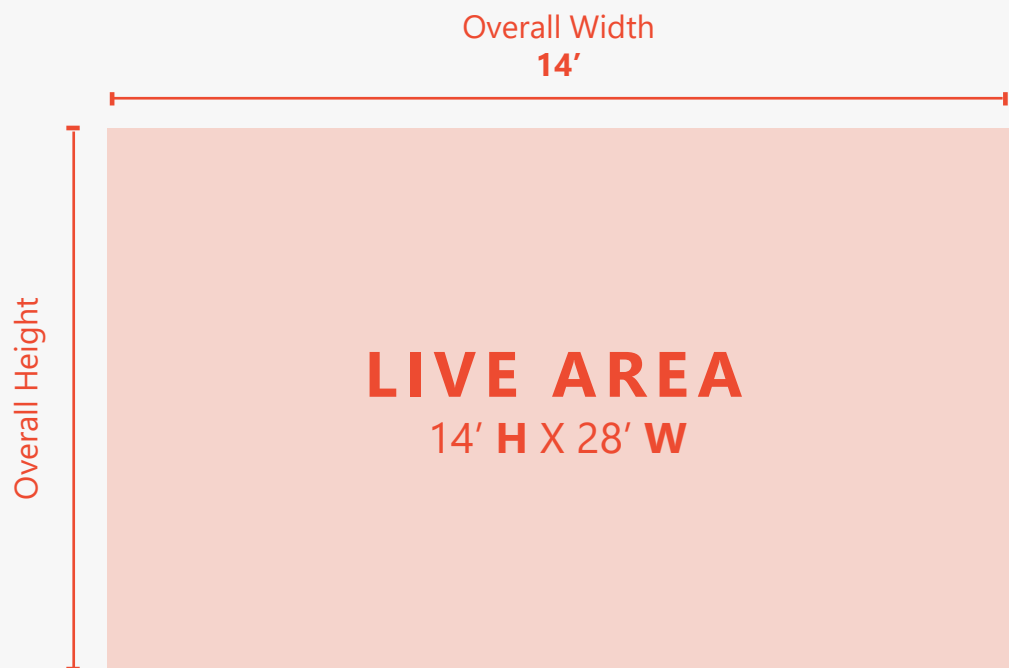 Overall Width
14′
Overall Height
LIVE AREA
14′ H X 28′ W